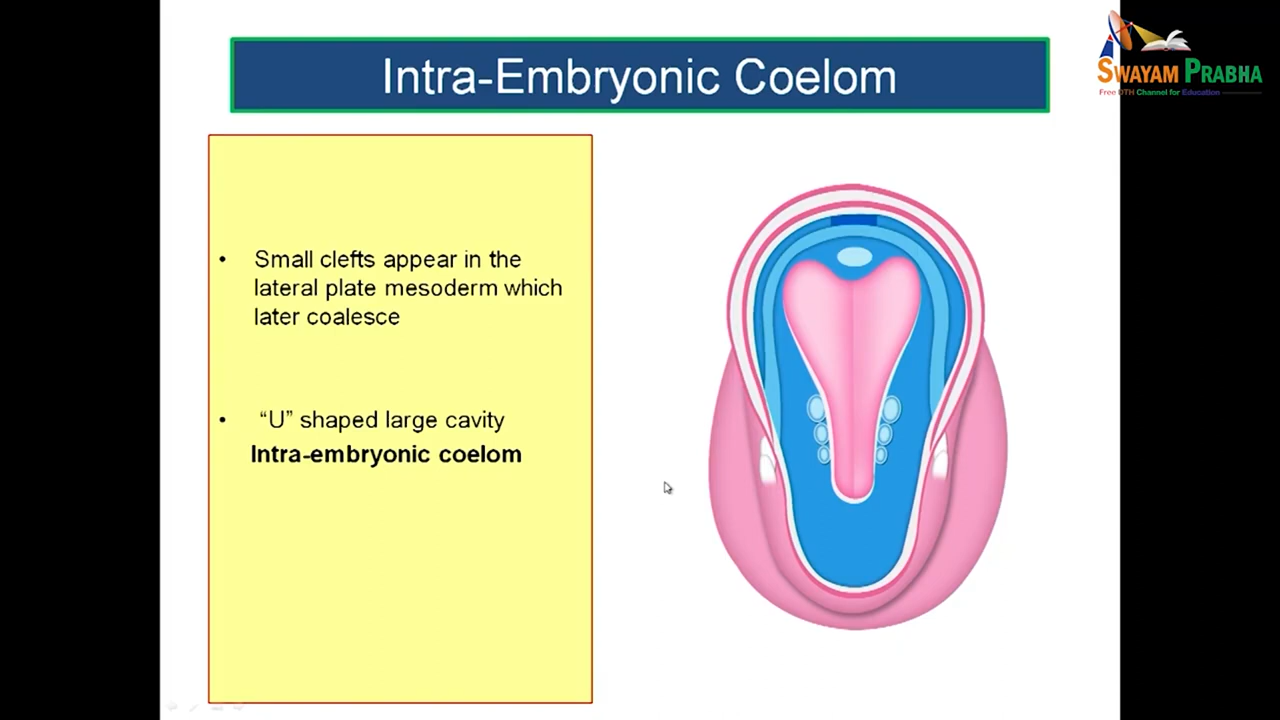 Intra-Embryonic Coelom
SWAYAM PRABHA
Free DTH Channel for Education
• Small clefts appear in the
lateral plate mesoderm which
later coalesce
• “U” shaped large cavity
Intra-embryonic coelom